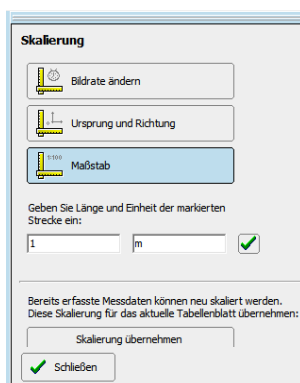 Skalierung
Bildrate ändern
Ursprung und Richtung
1:100
Maßstab
Geben Sie Länge und Einheit der markierten
Strecke ein:
1 m
Bereits erfasste Messdaten können neu skaliert werden.
Diese Skalierung für das aktuelle Tabellenblatt übernehmen:
Skalierung übernehmen
Schließen